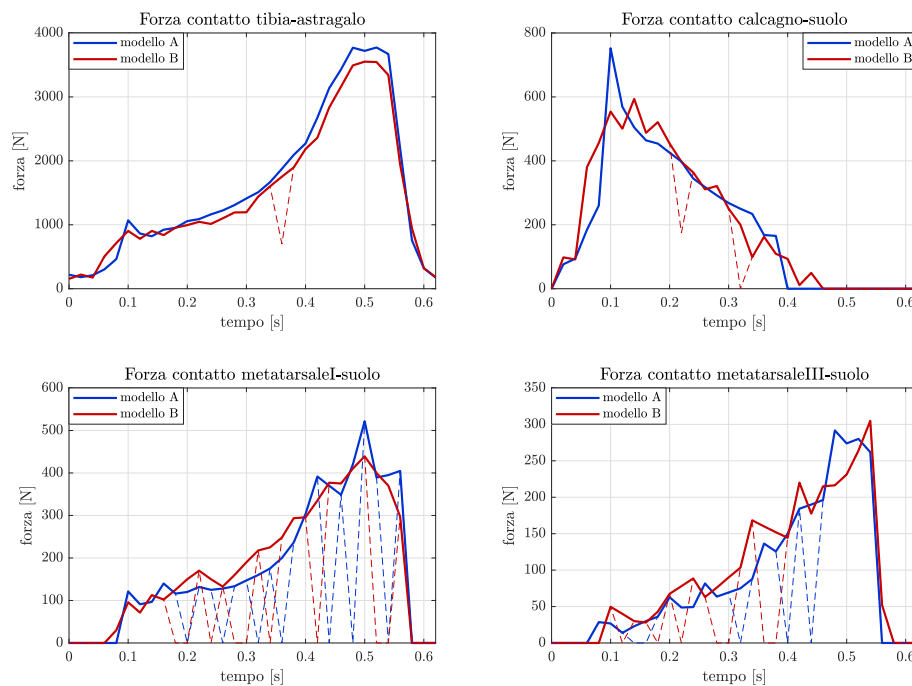 Forza contatto tibia-astragalo
4000
3000
2000
1000
0
forza [N]
modello A
modello B
0 0.1 0.2 0.3 0.4 0.5 0.6
tempo [s]
Forza contatto calcagno-suolo
800
600
400
200
0
forza [N]
modello A
modello B
0 0.1 0.2 0.3 0.4 0.5 0.6
tempo [s]
Forza contatto metatarsaleI-suolo
600
500
400
300
200
100
0
forza [N]
modello A
modello B
0 0.1 0.2 0.3 0.4 0.5 0.6
tempo [s]
Forza contatto metatarsaleIII-suolo
350
300
250
200
150
100
50
0
forza [N]
modello A
modello B
0 0.1 0.2 0.3 0.4 0.5 0.6
tempo [s]